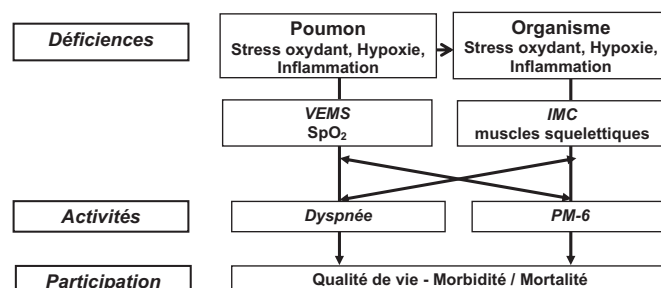 Déficiences
Poumon
Stress oxydant, Hypoxie,
Inflammation
Organisme
Stress oxydant, Hypoxie,
Inflammation
VEMS
SpO₂
IMC
muscles squelettiques
Activités
Dyspnée
PM-6
Participation
Qualité de vie - Morbidité / Mortalité